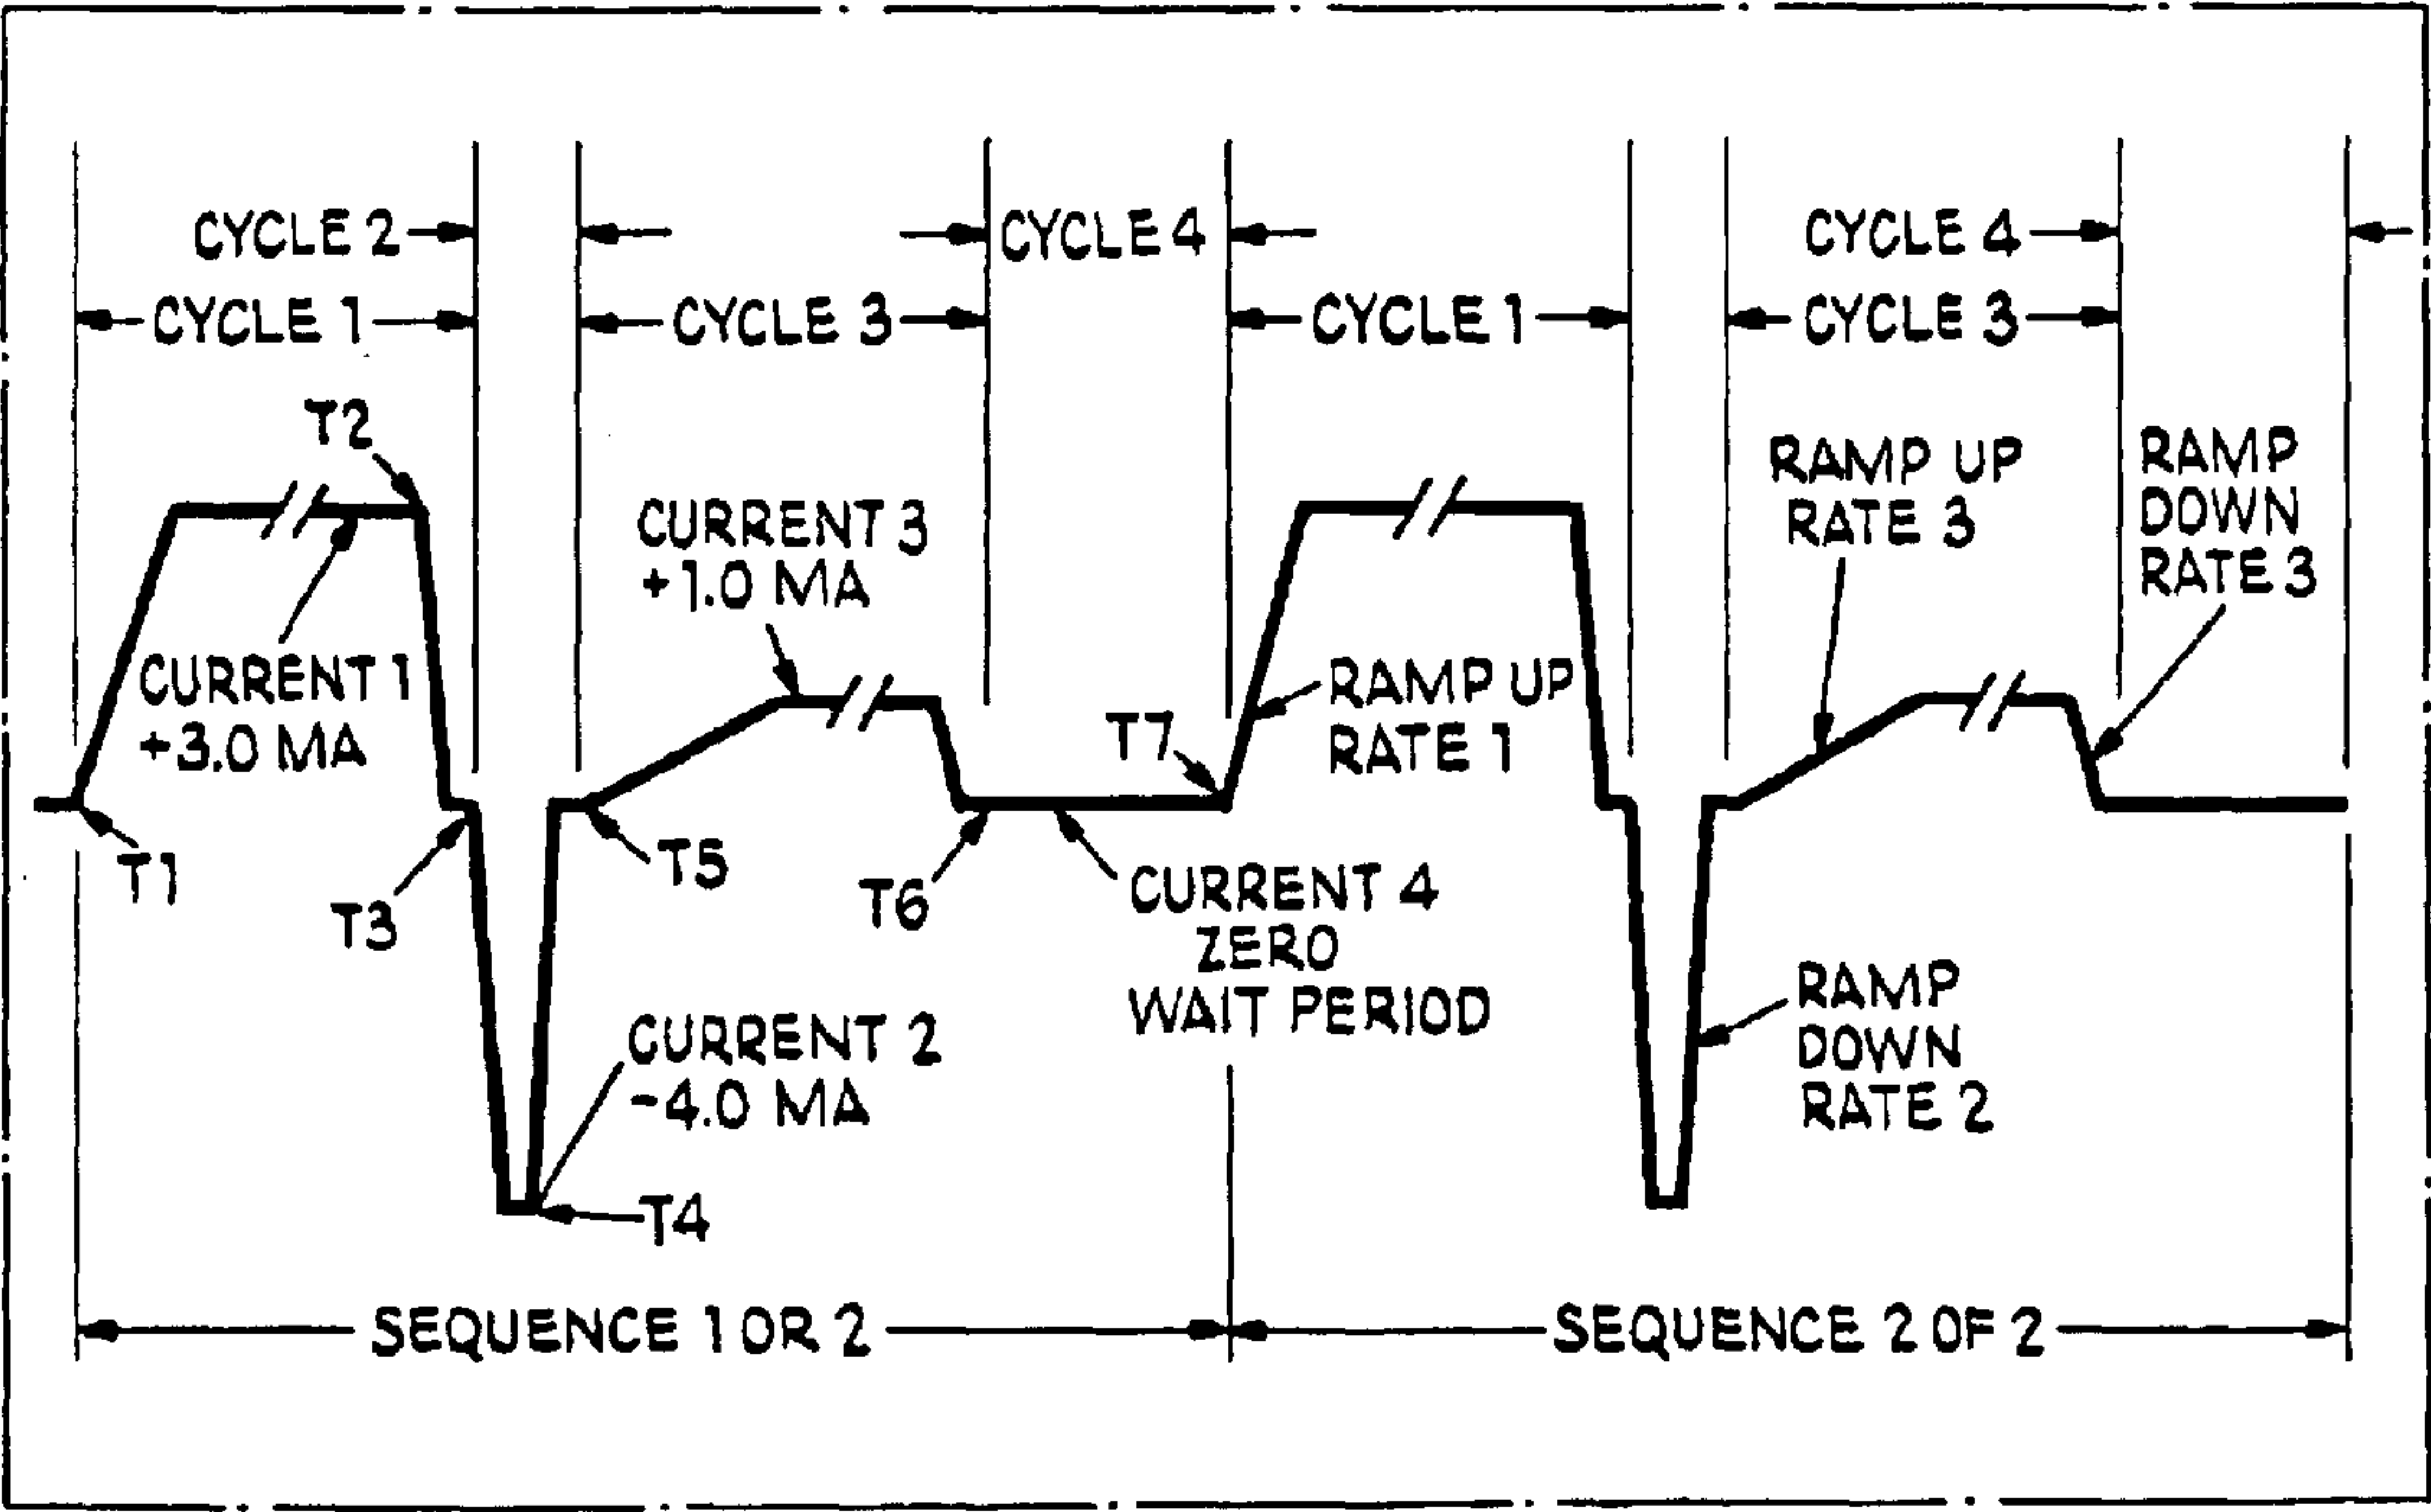 CYCLE 2
CYCLE 4
CYCLE 4
CYCLE 1
CYCLE 3
CYCLE 1
CYCLE 3
T2
CURRENT 1
+3.0 MA
CURRENT 3
+1.0 MA
RAMP UP
RATE 3
RAMP
DOWN
RATE 3
T7
RAMP UP
RATE 1
T1
T3
T5
T6
CURRENT 4
ZERO
WAIT PERIOD
CURRENT 2
-4.0 MA
RAMP
DOWN
RATE 2
T4
SEQUENCE 1 OR 2
SEQUENCE 2 OF 2